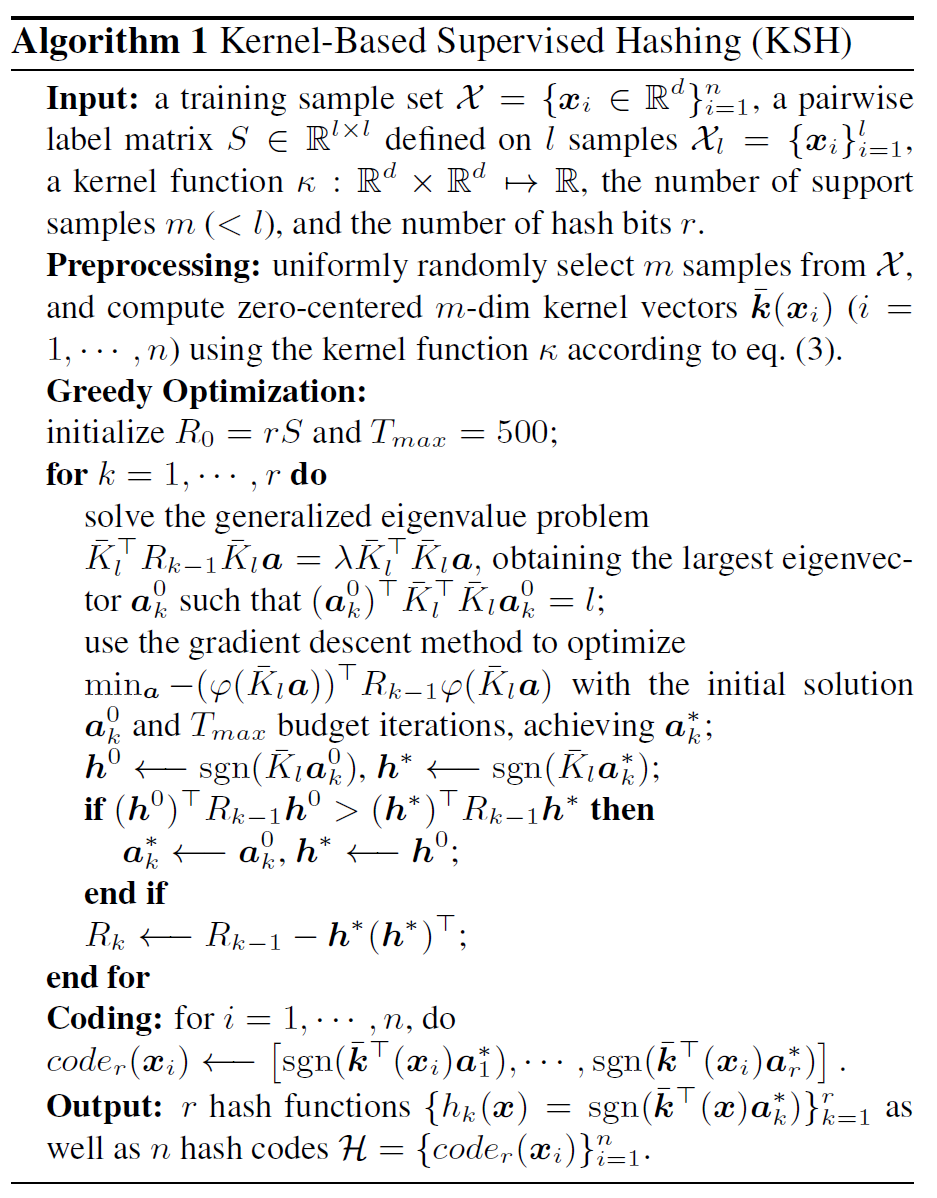 Algorithm 1 Kernel-Based Supervised Hashing (KSH)
Input: a training sample set $\mathcal{X} = \{\boldsymbol{x}_i \in \mathbb{R}^d\}_{i=1}^n$, a pairwise
label matrix $S \in \mathbb{R}^{l \times l}$ defined on $l$ samples $\mathcal{X}_l = \{\boldsymbol{x}_i\}_{i=1}^l$,
a kernel function $\kappa : \mathbb{R}^d \times \mathbb{R}^d \mapsto \mathbb{R}$, the number of support
samples $m$ $(< l)$, and the number of hash bits $r$.
Preprocessing: uniformly randomly select $m$ samples from $\mathcal{X}$,
and compute zero-centered $m$-dim kernel vectors $\bar{\boldsymbol{k}}(\boldsymbol{x}_i)$ $(i =$
$1, \cdots, n)$ using the kernel function $\kappa$ according to eq. (3).
Greedy Optimization:
initialize $R_0 = rS$ and $T_{max} = 500$;
for $k = 1, \cdots, r$ do
solve the generalized eigenvalue problem
$\bar{K}_l^\top R_{k-1} \bar{K}_l \boldsymbol{a} = \lambda \bar{K}_l^\top \bar{K}_l \boldsymbol{a}$, obtaining the largest eigenvec-
tor $\boldsymbol{a}_k^0$ such that $(\boldsymbol{a}_k^0)^\top \bar{K}_l^\top \bar{K}_l \boldsymbol{a}_k^0 = l$;
use the gradient descent method to optimize
$\min_{\boldsymbol{a}} -(\varphi(\bar{K}_l \boldsymbol{a}))^\top R_{k-1} \varphi(\bar{K}_l \boldsymbol{a})$ with the initial solution
$\boldsymbol{a}_k^0$ and $T_{max}$ budget iterations, achieving $\boldsymbol{a}_k^*$;
$\boldsymbol{h}^0 \longleftarrow \text{sgn}(\bar{K}_l \boldsymbol{a}_k^0)$, $\boldsymbol{h}^* \longleftarrow \text{sgn}(\bar{K}_l \boldsymbol{a}_k^*)$;
if $(\boldsymbol{h}^0)^\top R_{k-1} \boldsymbol{h}^0 > (\boldsymbol{h}^*)^\top R_{k-1} \boldsymbol{h}^*$ then
$\boldsymbol{a}_k^* \longleftarrow \boldsymbol{a}_k^0$, $\boldsymbol{h}^* \longleftarrow \boldsymbol{h}^0$;
end if
$R_k \longleftarrow R_{k-1} - \boldsymbol{h}^* (\boldsymbol{h}^*)^\top$;
end for
Coding: for $i = 1, \cdots, n$, do
$code_r(\boldsymbol{x}_i) \longleftarrow \left[\text{sgn}(\bar{\boldsymbol{k}}^\top(\boldsymbol{x}_i) \boldsymbol{a}_1^*), \cdots, \text{sgn}(\bar{\boldsymbol{k}}^\top(\boldsymbol{x}_i) \boldsymbol{a}_r^*)\right]$.
Output: $r$ hash functions $\{h_k(\boldsymbol{x}) = \text{sgn}(\bar{\boldsymbol{k}}^\top(\boldsymbol{x}) \boldsymbol{a}_k^*)\}_{k=1}^r$ as
well as $n$ hash codes $\mathcal{H} = \{code_r(\boldsymbol{x}_i)\}_{i=1}^n$.